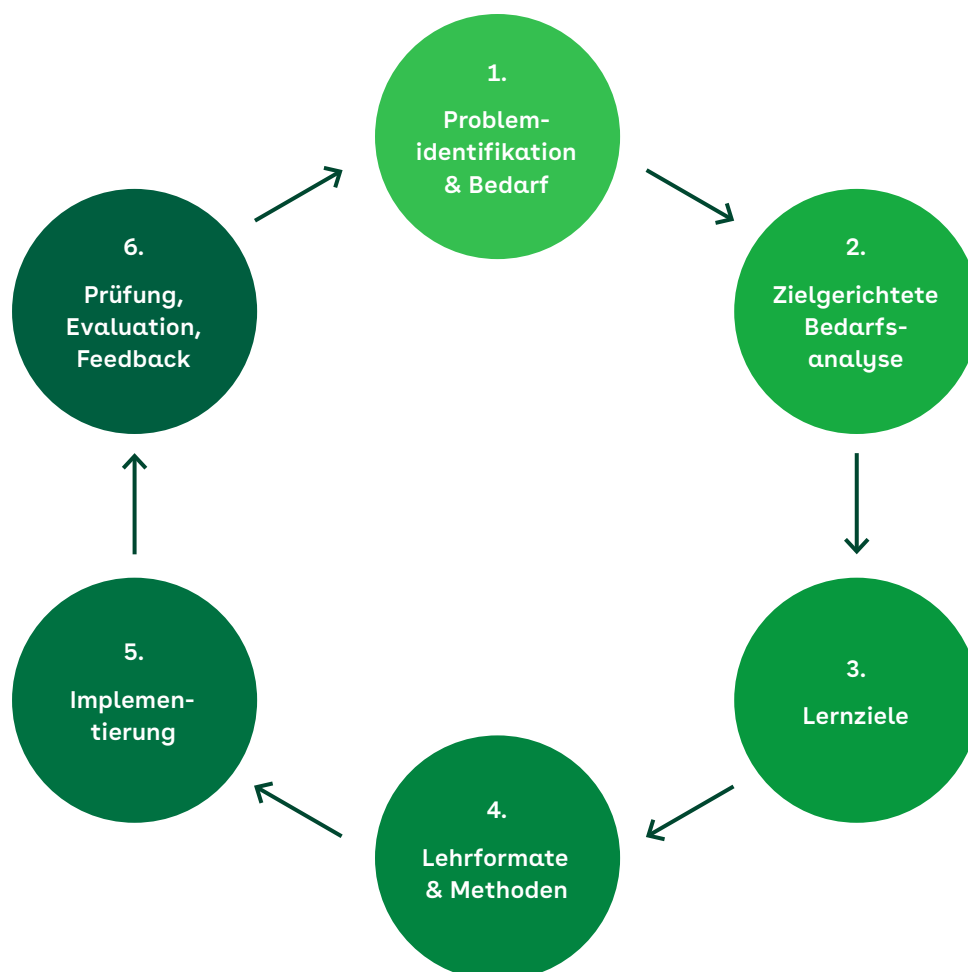 1.
Problem-
identifikation
& Bedarf
2.
Zielgerichtete
Bedarfs-
analyse
3.
Lernziele
4.
Lehrformate
& Methoden
5.
Implemen-
tierung
6.
Prüfung,
Evaluation,
Feedback